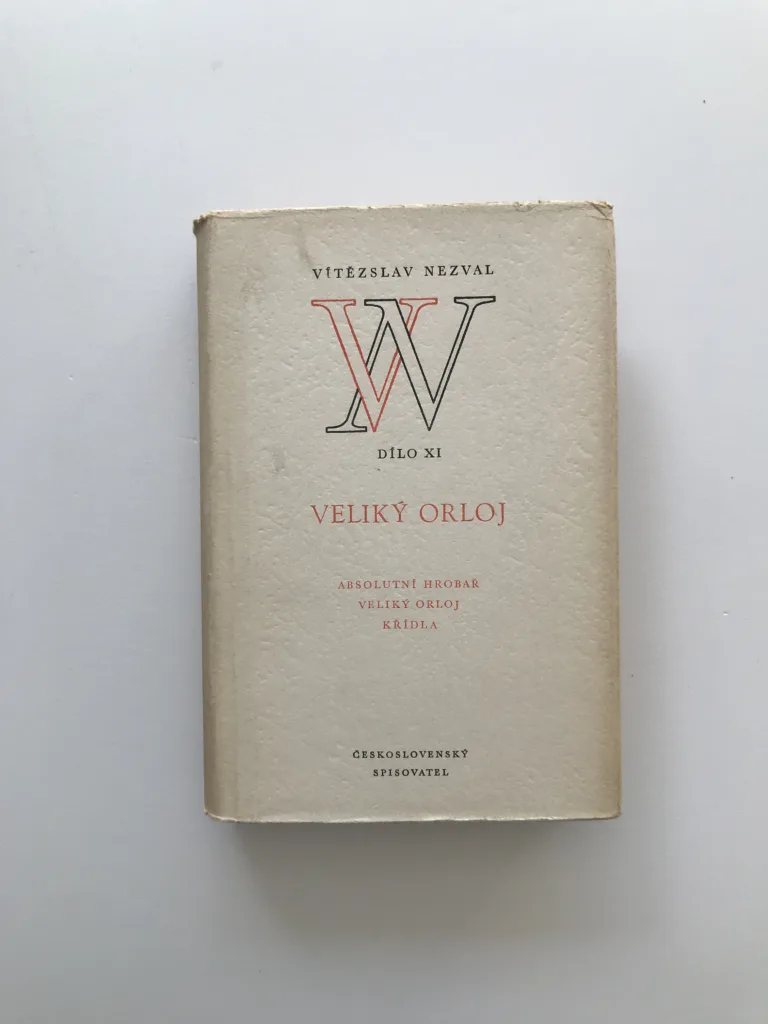 VÍTĚZSLAV NEZVAL
VN
DÍLO XI
VELIKÝ ORLOJ
ABSOLUTNÍ HROBAŘ
VELIKÝ ORLOJ
KŘÍDLA
ČESKOSLOVENSKÝ
SPISOVATEL